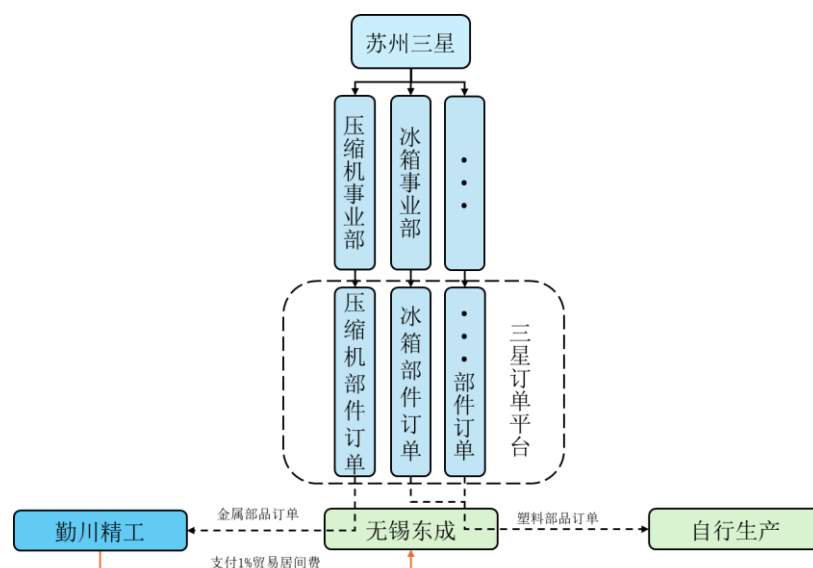 苏州三星
压缩机事业部
冰箱事业部
•••
压缩机部件订单
冰箱部件订单
•••部件订单
三星订单平台
金属部品订单
塑料部品订单
勤川精工
无锡东成
自行生产
支付1%贸易居间费